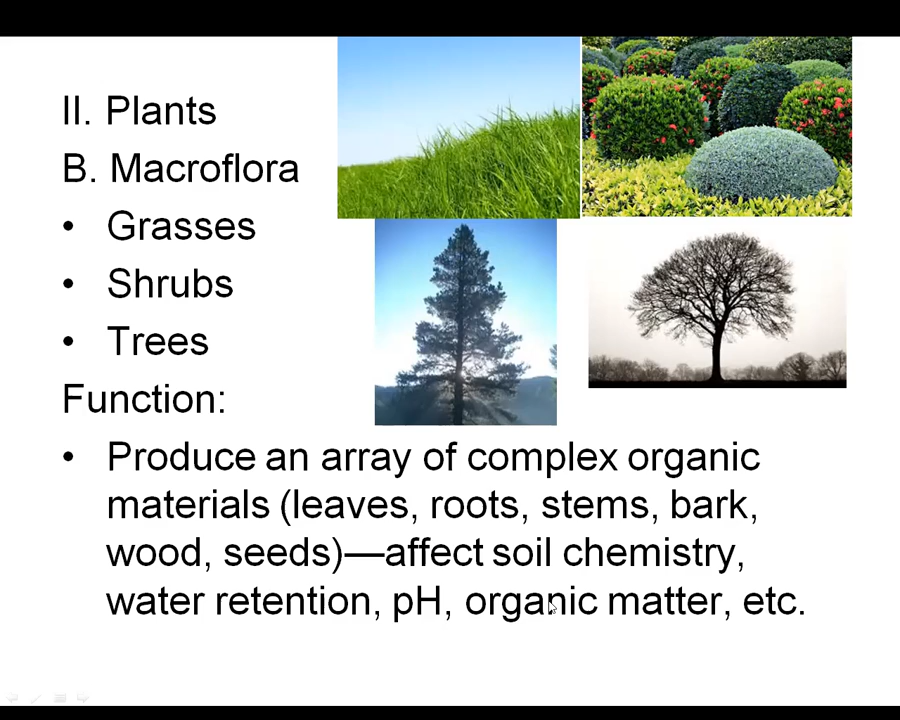 II. Plants
B. Macroflora
• Grasses
• Shrubs
• Trees
Function:
• Produce an array of complex organic
materials (leaves, roots, stems, bark,
wood, seeds)—affect soil chemistry,
water retention, pH, organic matter, etc.